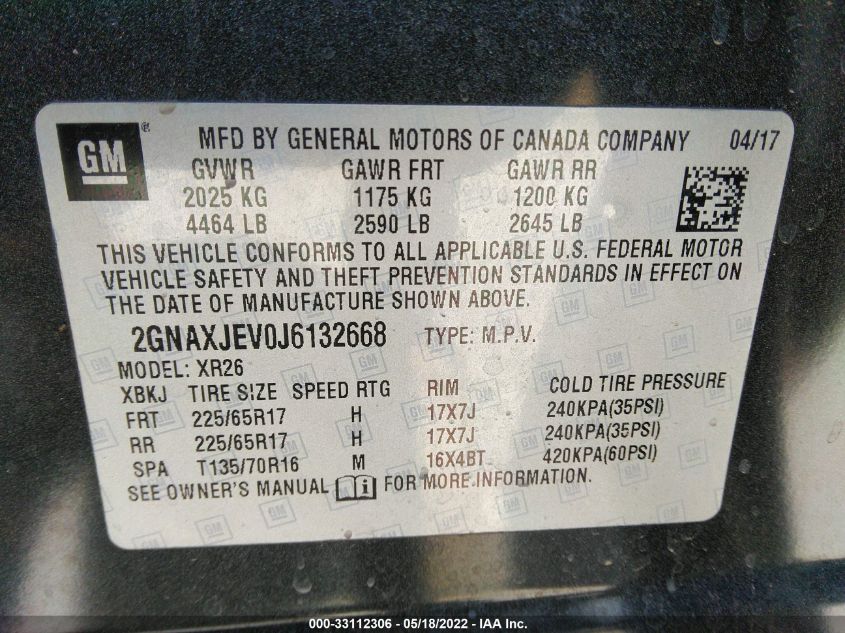 GM ® MFD BY GENERAL MOTORS OF CANADA COMPANY 04/17
GVWR GAWR FRT GAWR RR
2025 KG 1175 KG 1200 KG
4464 LB 2590 LB 2645 LB
THIS VEHICLE CONFORMS TO ALL APPLICABLE U.S. FEDERAL MOTOR
VEHICLE SAFETY AND THEFT PREVENTION STANDARDS IN EFFECT ON
THE DATE OF MANUFACTURE SHOWN ABOVE.
2GNAXJEV0J6132668 TYPE: M.P.V.
MODEL: XR26
XBKJ TIRE SIZE SPEED RTG RIM COLD TIRE PRESSURE
FRT 225/65R17 H 17X7J 240KPA(35PSI)
RR 225/65R17 H 17X7J 240KPA(35PSI)
SPA T135/70R16 M 16X4BT 420KPA(60PSI)
SEE OWNER'S MANUAL i FOR MORE INFORMATION.
000-33112306 - 05/18/2022 - IAA Inc.